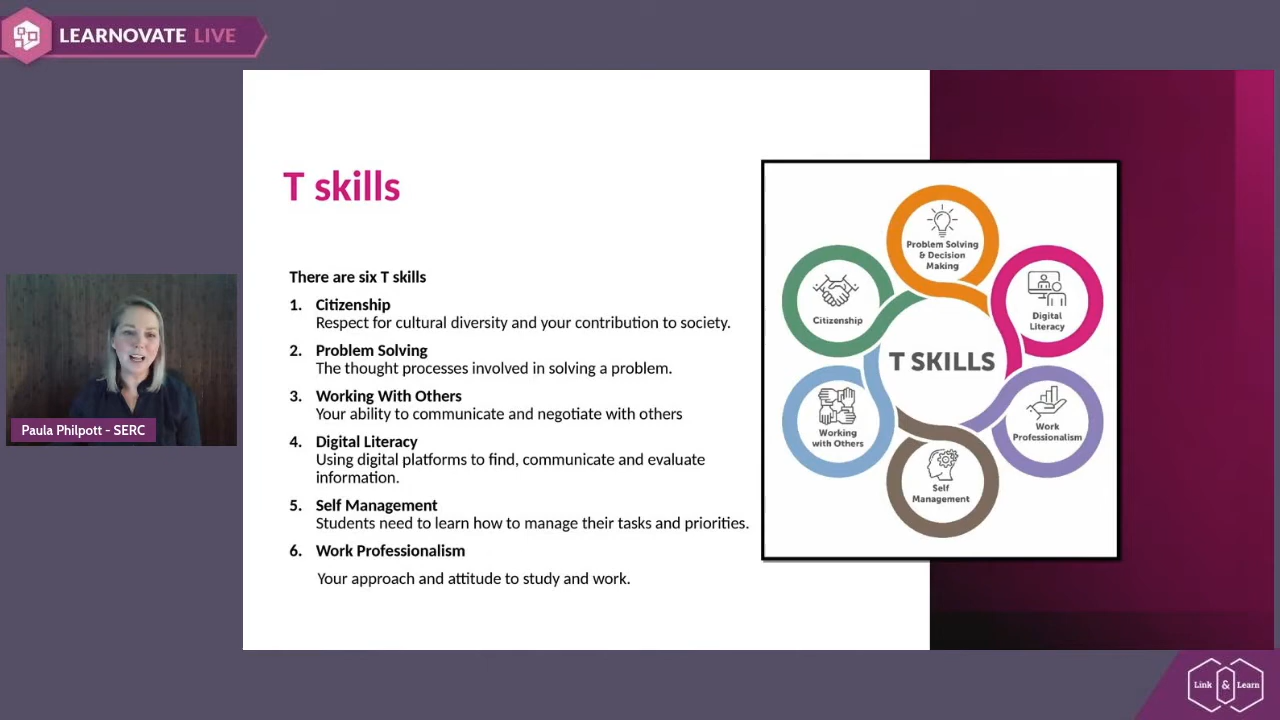 LEARNOVATE LIVE
T skills
There are six T skills
1. Citizenship
Respect for cultural diversity and your contribution to society.
2. Problem Solving
The thought processes involved in solving a problem.
3. Working With Others
Your ability to communicate and negotiate with others
4. Digital Literacy
Using digital platforms to find, communicate and evaluate
information.
5. Self Management
Students need to learn how to manage their tasks and priorities.
6. Work Professionalism
Your approach and attitude to study and work.
Problem Solving
& Decision
Making
Digital
Literacy
Work
Professionalism
Self
Management
Working
with Others
Citizenship
T SKILLS
Paula Philpott - SERC
Link & Learn